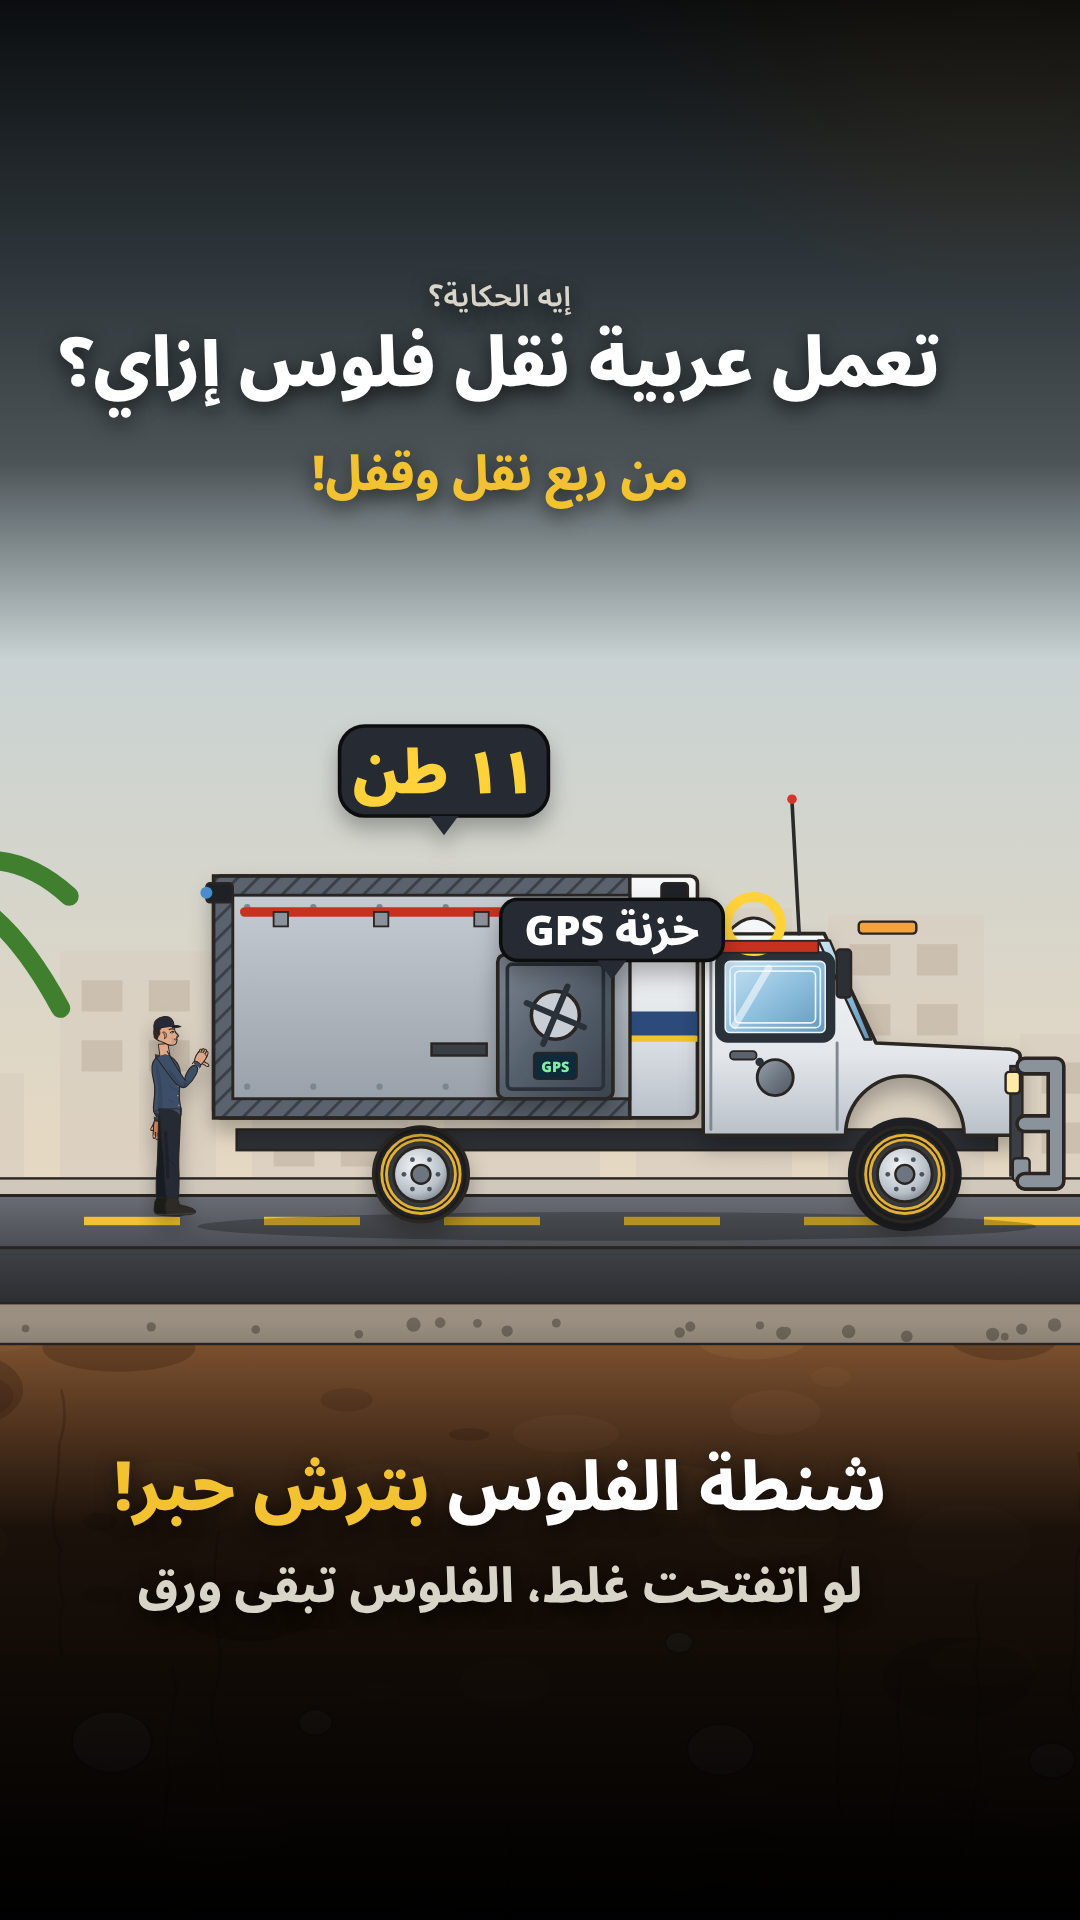 إيه الحكاية؟
تعمل عربية نقل فلوس إزاي؟
من ربع نقل وقفل!
١١ طن
خزنة GPS
GPS
شنطة الفلوس بترش حبر!
لو اتفتحت غلط، الفلوس تبقى ورق